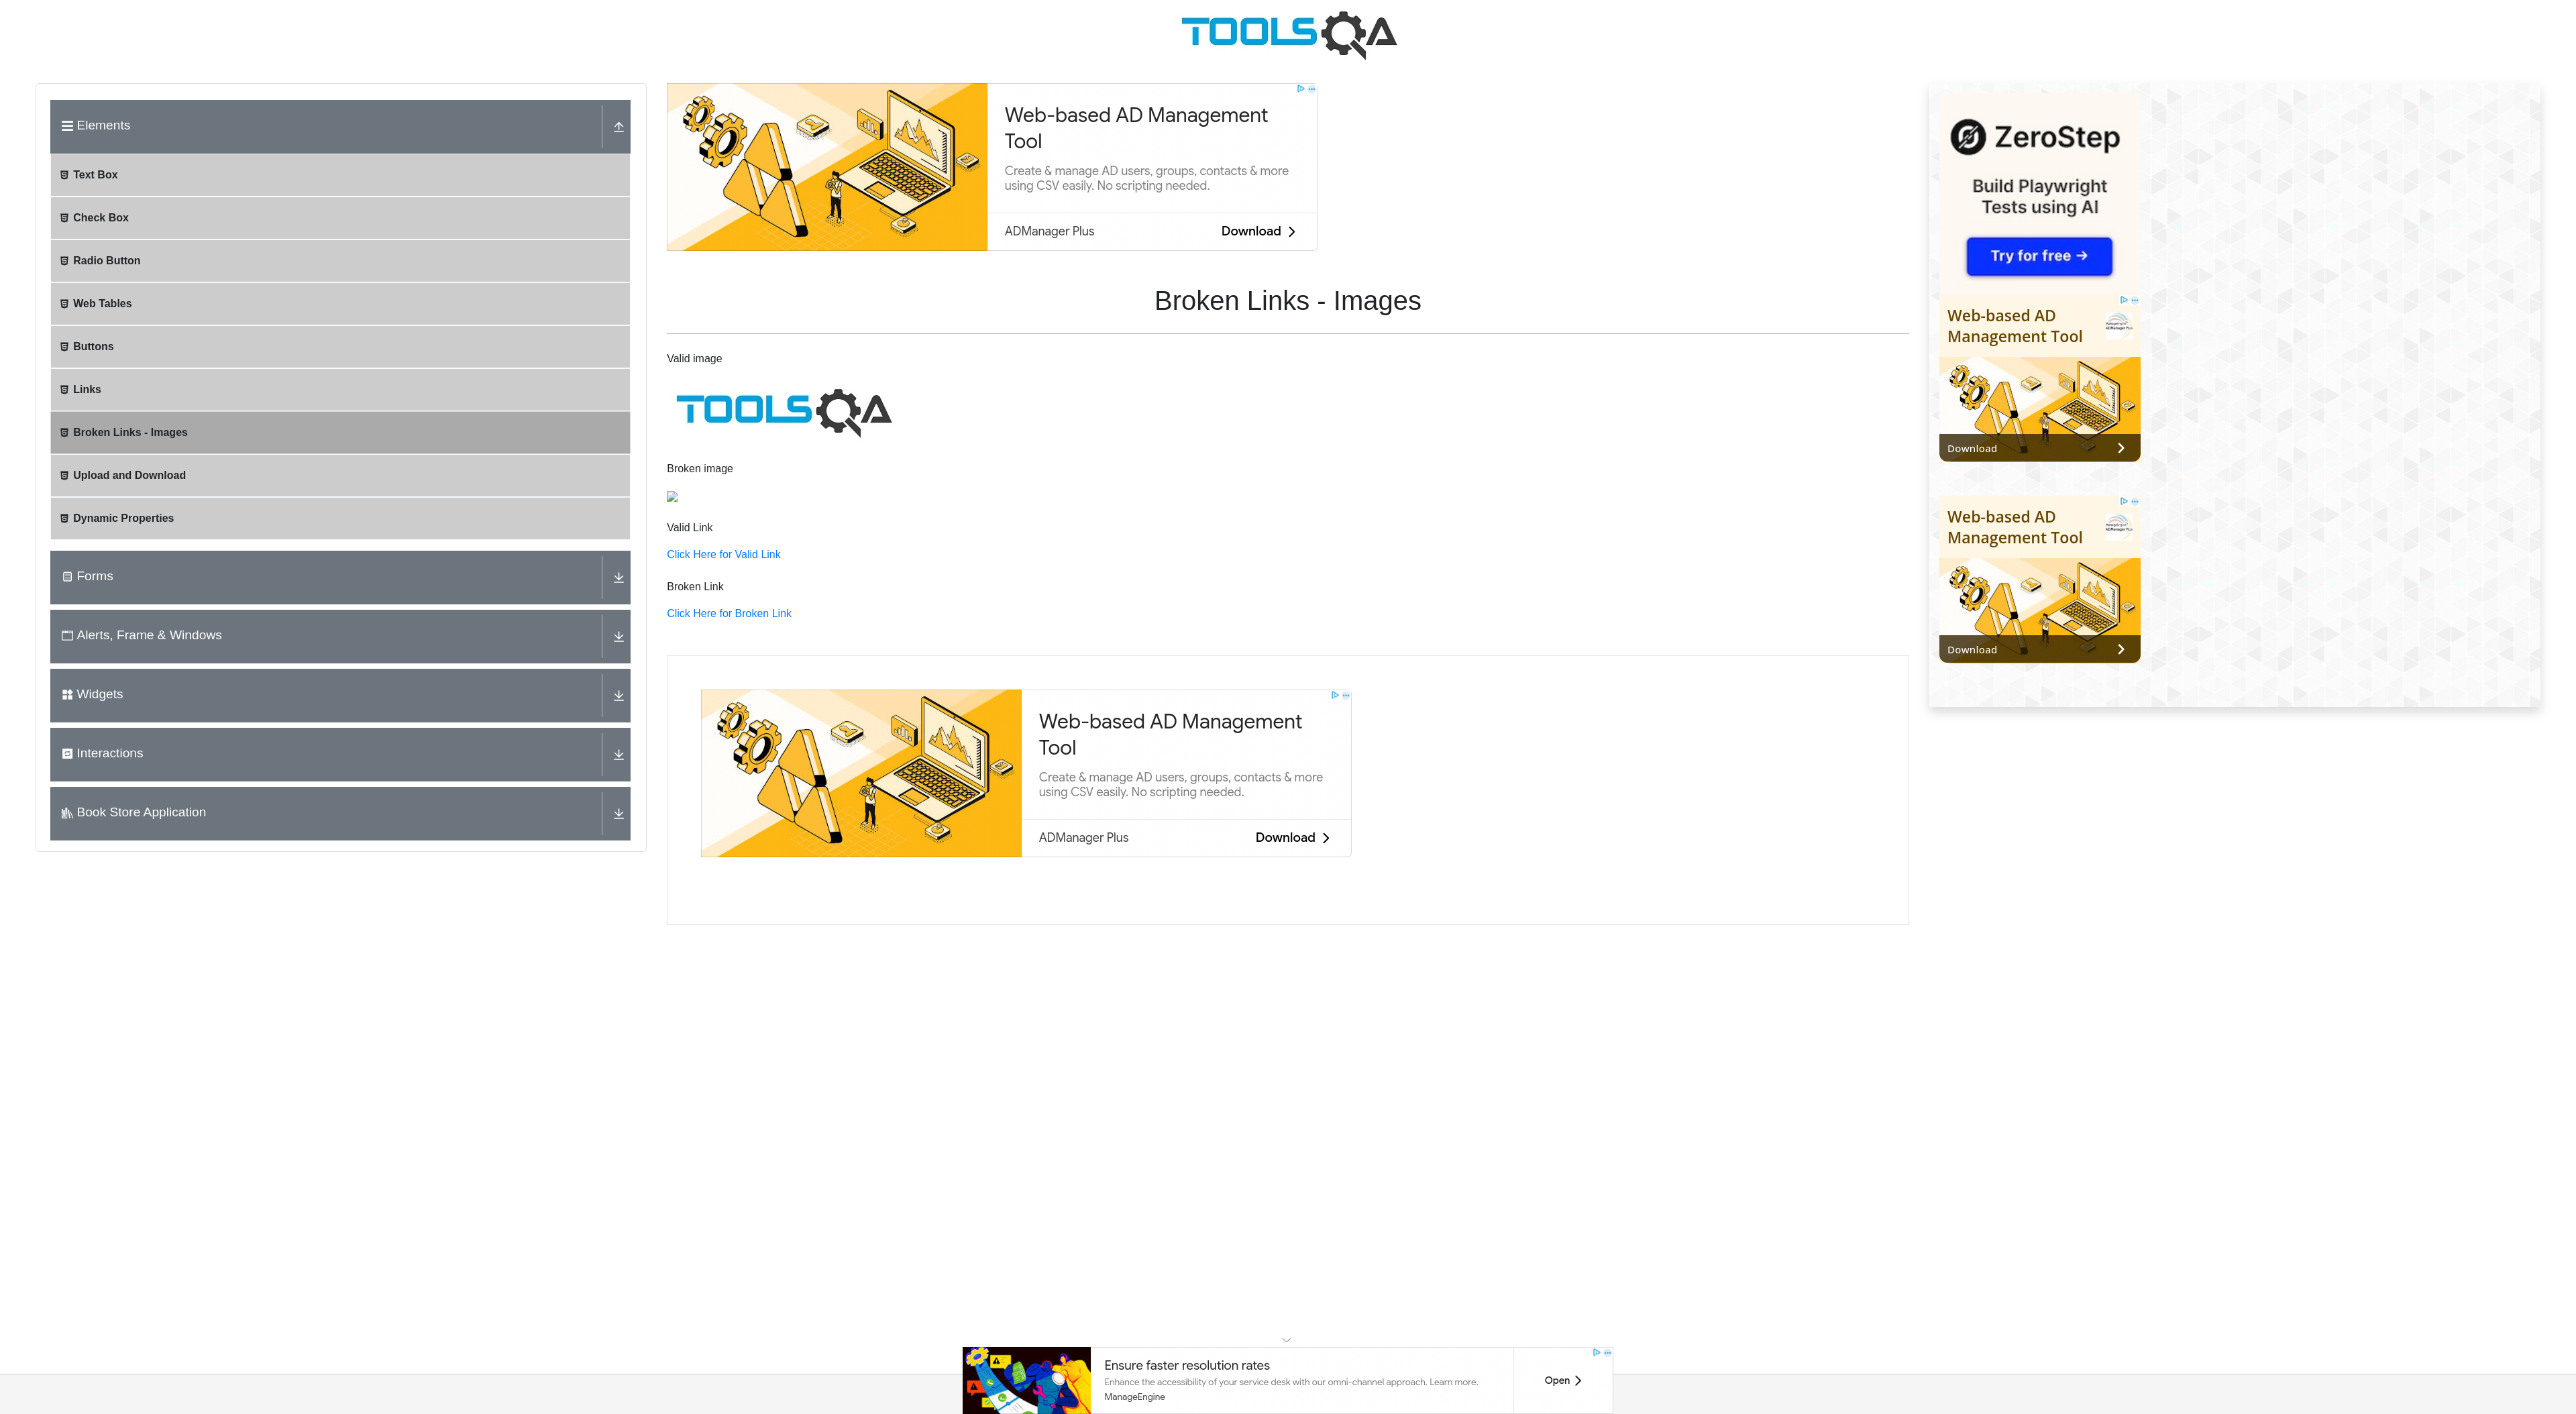 TOOLSQA
Elements
Text Box
Check Box
Radio Button
Web Tables
Buttons
Links
Broken Links - Images
Upload and Download
Dynamic Properties
Forms
Alerts, Frame & Windows
Widgets
Interactions
Book Store Application
Web-based AD Management
Tool
Create & manage AD users, groups, contacts & more
using CSV easily. No scripting needed.
ADManager Plus
Download
Broken Links - Images
Valid image
TOOLSQA
Broken image
Valid Link
Click Here for Valid Link
Broken Link
Click Here for Broken Link
Web-based AD Management
Tool
Create & manage AD users, groups, contacts & more
using CSV easily. No scripting needed.
ADManager Plus
Download
ZeroStep
Build Playwright
Tests using AI
Try for free →
Web-based AD
Management Tool
Download
Web-based AD
Management Tool
Download
Ensure faster resolution rates
Enhance the accessibility of your service desk with our omni-channel approach. Learn more.
ManageEngine
Open